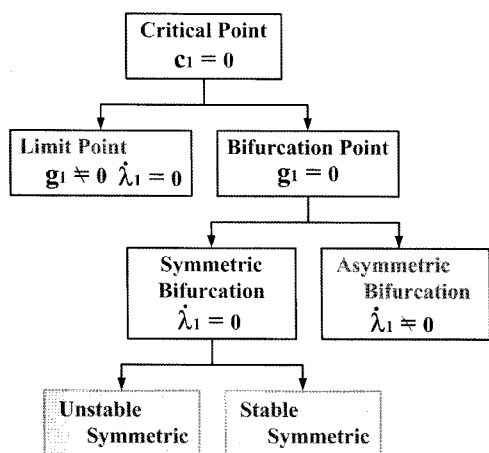 Critical Point
c₁ = 0
Limit Point
g₁ ≠ 0 λ̇₁ = 0
Bifurcation Point
g₁ = 0
Symmetric
Bifurcation
λ̇₁ = 0
Asymmetric
Bifurcation
λ̇₁ ≠ 0
Unstable
Symmetric
Stable
Symmetric